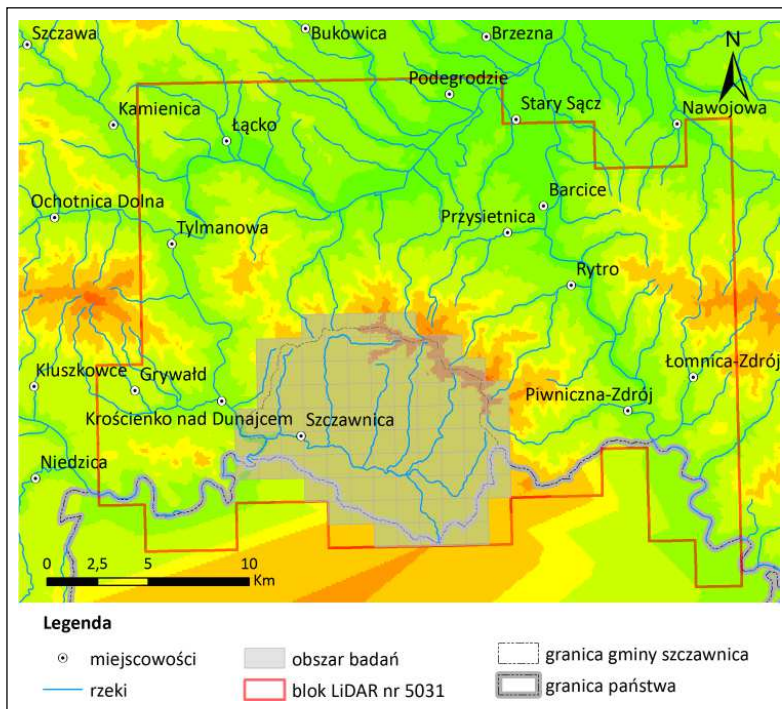 Szczawa
Bukowica
Brzezna
N
Podegrodzie
Kamienica
Łącko
Stary Sącz
Nawojowa
Ochotnica Dolna
Barcice
Tylmanowa
Przysietnica
Rytro
Kłuszkowce
Grywałd
Łomnica-Zdrój
Krościenko nad Dunajcem
Szczawnica
Piwniczna-Zdrój
Niedzica
0 2,5 5 10
Km
Legenda
miejscowości
obszar badań
granica gminy szczawnica
rzeki
blok LiDAR nr 5031
granica państwa